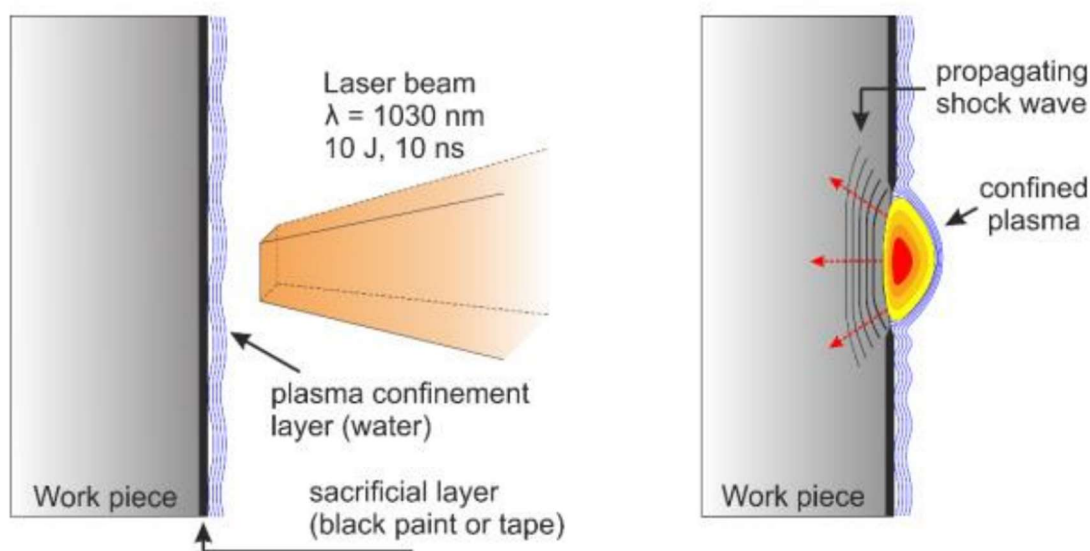 Laser beam
λ = 1030 nm
10 J, 10 ns
plasma confinement
layer (water)
Work piece
sacrificial layer
(black paint or tape)
propagating
shock wave
confined
plasma
Work piece